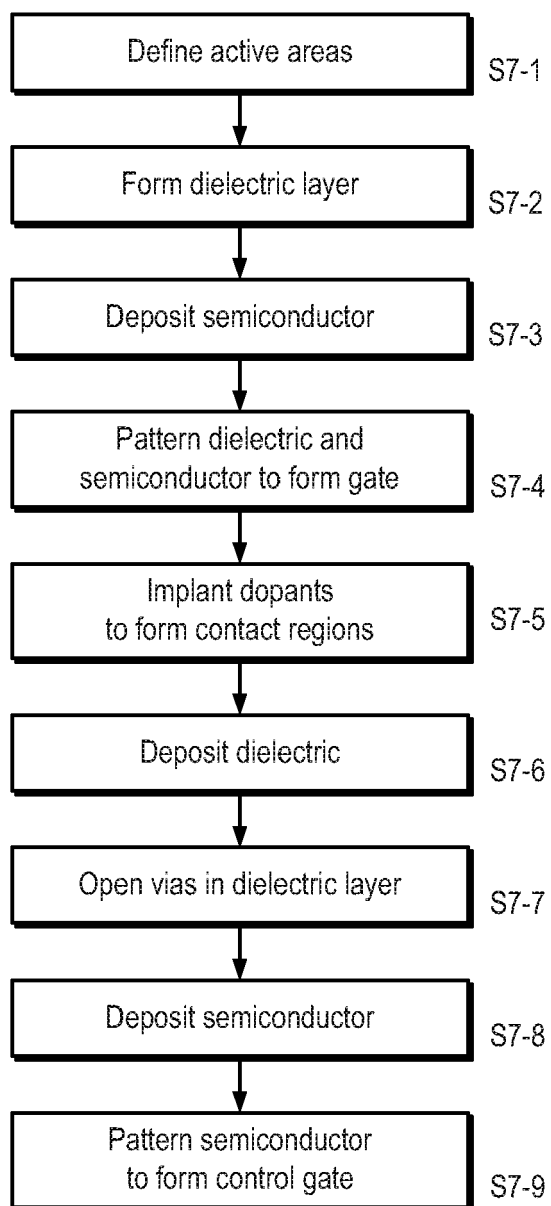 Define active areas
S7-1
Form dielectric layer
S7-2
Deposit semiconductor
S7-3
Pattern dielectric and
semiconductor to form gate
S7-4
Implant dopants
to form contact regions
S7-5
Deposit dielectric
S7-6
Open vias in dielectric layer
S7-7
Deposit semiconductor
S7-8
Pattern semiconductor
to form control gate
S7-9